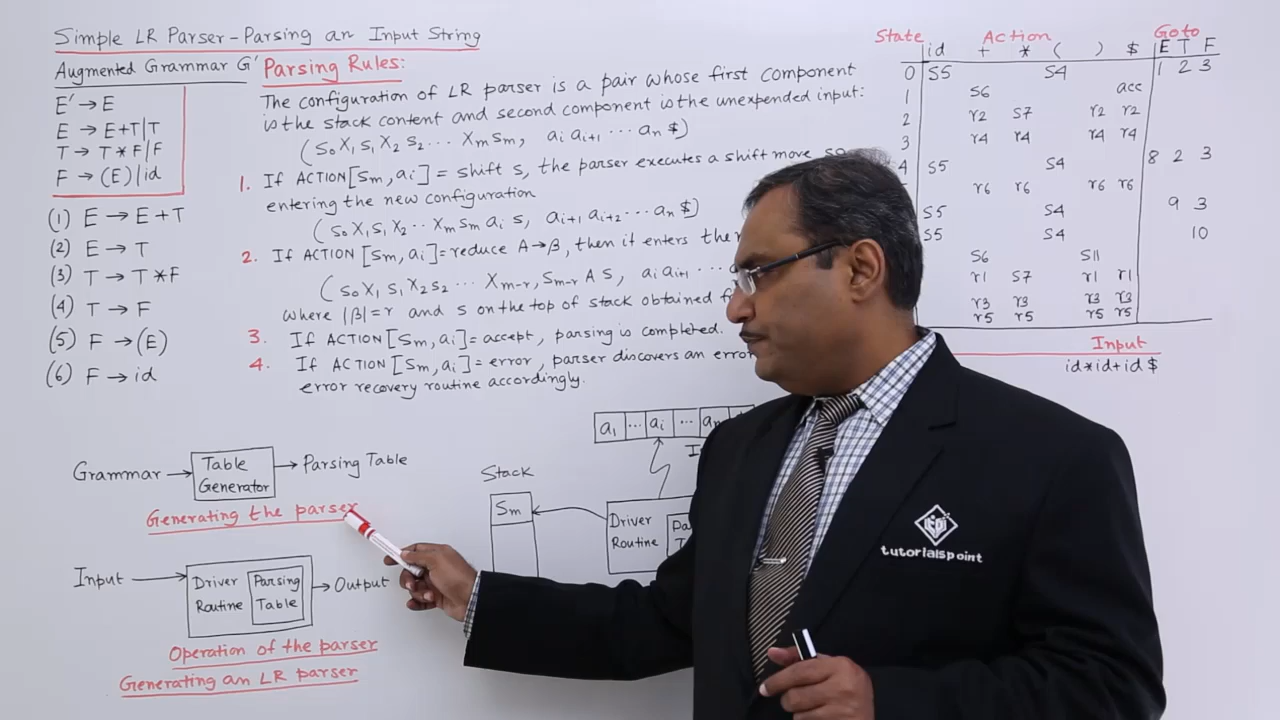 Simple LR Parser-Parsing an Input String
Augmented Grammar G'
E' → E
E → E+T|T
T → T*F|F
F → (E)|id
(1) E → E+T
(2) E → T
(3) T → T*F
(4) T → F
(5) F → (E)
(6) F → id
Parsing Rules:
The configuration of LR parser is a pair whose first component
is the stack content and second component is the unexpended input:
(S₀X₁S₁X₂S₂... XₘSₘ, aᵢaᵢ₊₁...aₙ$)
1. If ACTION[Sₘ,aᵢ]= shift s, the parser executes a shift move so
entering the new configuration
(S₀X₁S₁X₂..XₘSₘaᵢs, aᵢ₊₁aᵢ₊₂...aₙ$)
2. If ACTION[Sₘ,aᵢ]=reduce A→β, then it enters the
(S₀X₁S₁X₂S₂... Xₘ₋ᵣ,Sₘ₋ᵣAS, aᵢaᵢ₊₁...
where |β|=r and s on the top of stack obtained
3. If ACTION[Sₘ,aᵢ]=accept, parsing is completed.
4. If ACTION[Sₘ,aᵢ]=error, parser discovers an error
error recovery routine accordingly.
State Action Goto
id + * ( ) $ E T F
0 S5 S4 1 2 3
1 S6 acc
2 r2 S7 r2 r2
3 r4 r4 r4 r4
4 S5 S4 8 2 3
r6 r6 r6 r6
S5 S4 9 3
S5 S4 10
S6 S11
r1 S7 r1 r1
r3 r3 r3 r3
r5 r5 r5 r5
Input
id*id+id$
Grammar → Table Generator → Parsing Table
Generating the parser
Input → Driver Routine Parsing Table → Output
Operation of the parser
Generating an LR parser
a₁ ... aᵢ ... aₙ
Stack
Sₘ
Driver
Routine
tutorialspoint